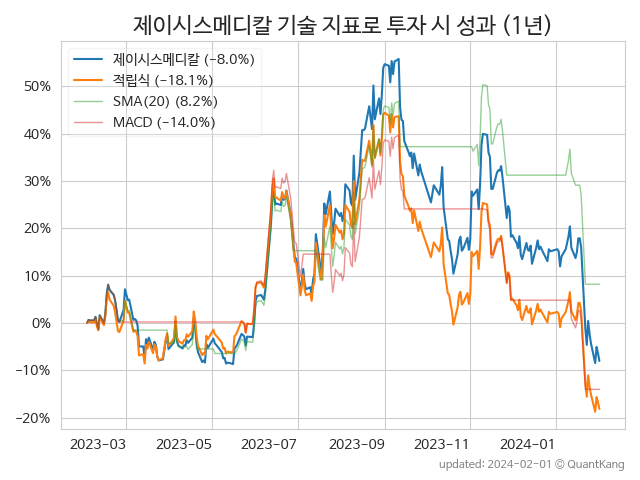 제이시스메디칼 기술 지표로 투자 시 성과 (1년)
제이시스메디칼 (−8.0%)
적립식 (−18.1%)
SMA(20) (8.2%)
MACD (−14.0%)
50%
40%
30%
20%
10%
0%
−10%
−20%
2023-03 2023-05 2023-07 2023-09 2023-11 2024-01
updated: 2024-02-01 © QuantKang